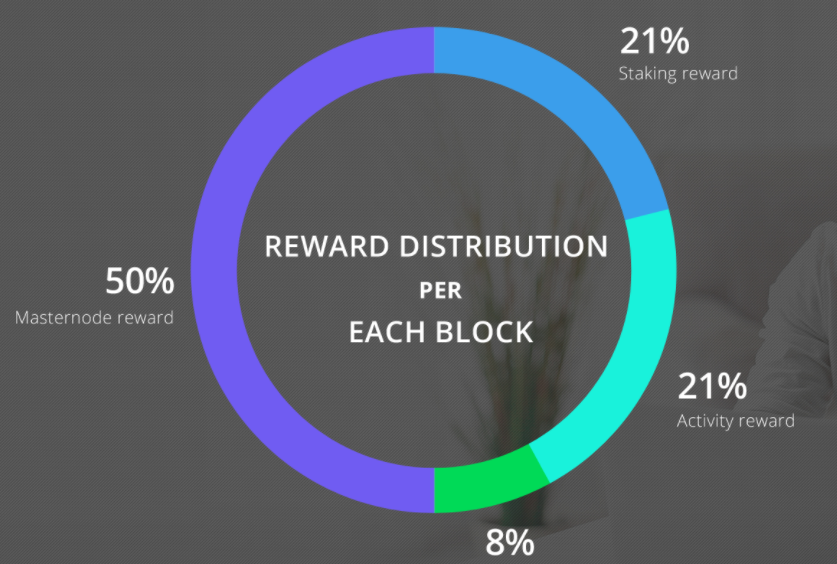 21%
Staking reward
REWARD DISTRIBUTION
PER
EACH BLOCK
50%
Masternode reward
21%
Activity reward
8%